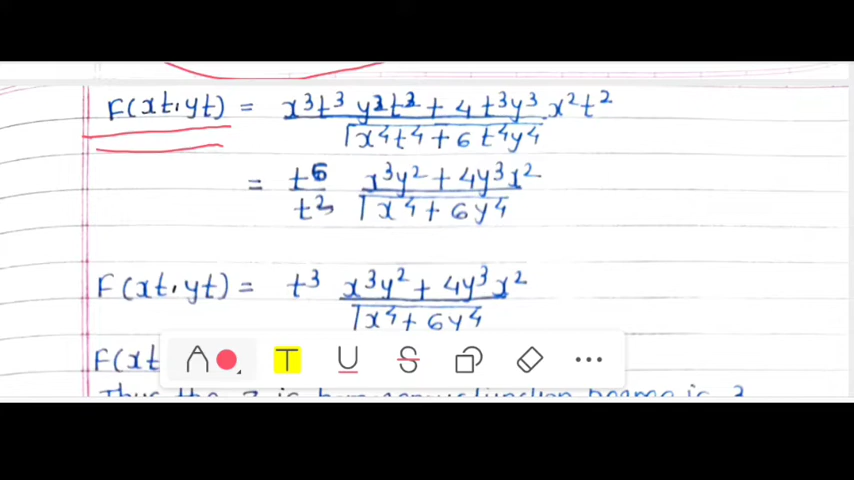 F(xt,yt) = x³t³ y²t² + 4 t³y³ x²t²
√x⁴t⁴ + 6 t⁴y⁴
= t⁶ x³y² + 4y³x²
t² √x⁴ + 6y⁴
F(xt,yt) = t³ x³y² + 4y³x²
√x⁴ + 6y⁴
F(xt
T U S